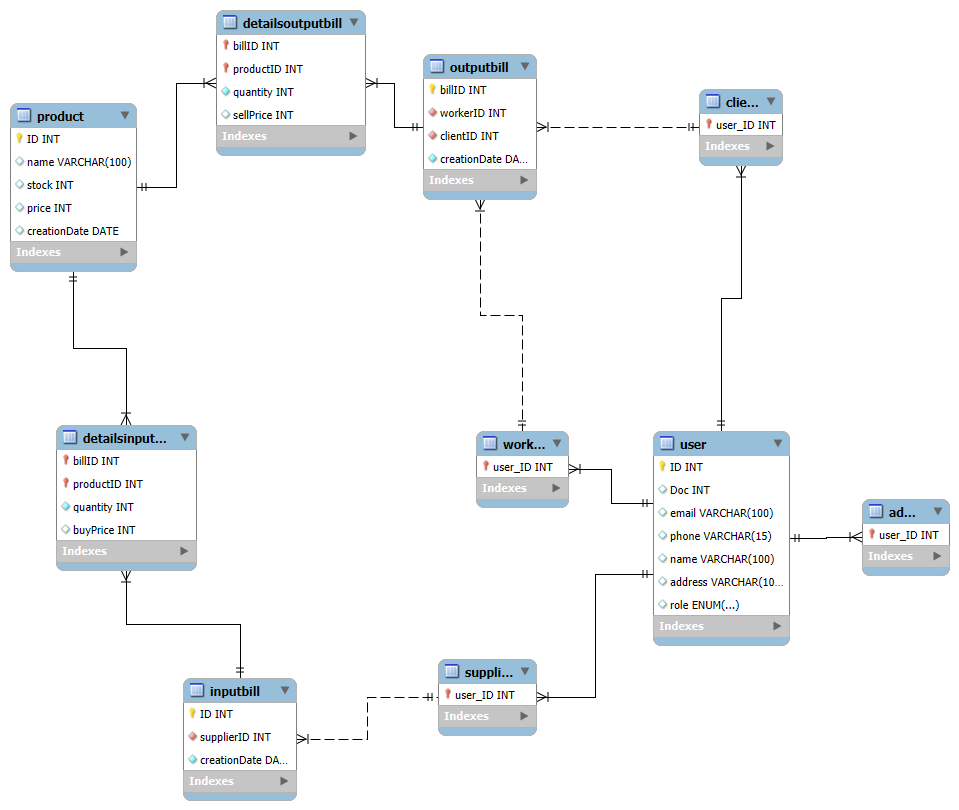 detailsoutputbill
billID INT
productID INT
quantity INT
sellPrice INT
Indexes
outputbill
billID INT
workerID INT
clientID INT
creationDate DA...
Indexes
clie...
user_ID INT
Indexes
product
ID INT
name VARCHAR(100)
stock INT
price INT
creationDate DATE
Indexes
detailsinput...
billID INT
productID INT
quantity INT
buyPrice INT
Indexes
work...
user_ID INT
Indexes
user
ID INT
Doc INT
email VARCHAR(100)
phone VARCHAR(15)
name VARCHAR(100)
address VARCHAR(10...
role ENUM(...)
Indexes
ad...
user_ID INT
Indexes
suppli...
user_ID INT
Indexes
inputbill
ID INT
supplierID INT
creationDate DA...
Indexes